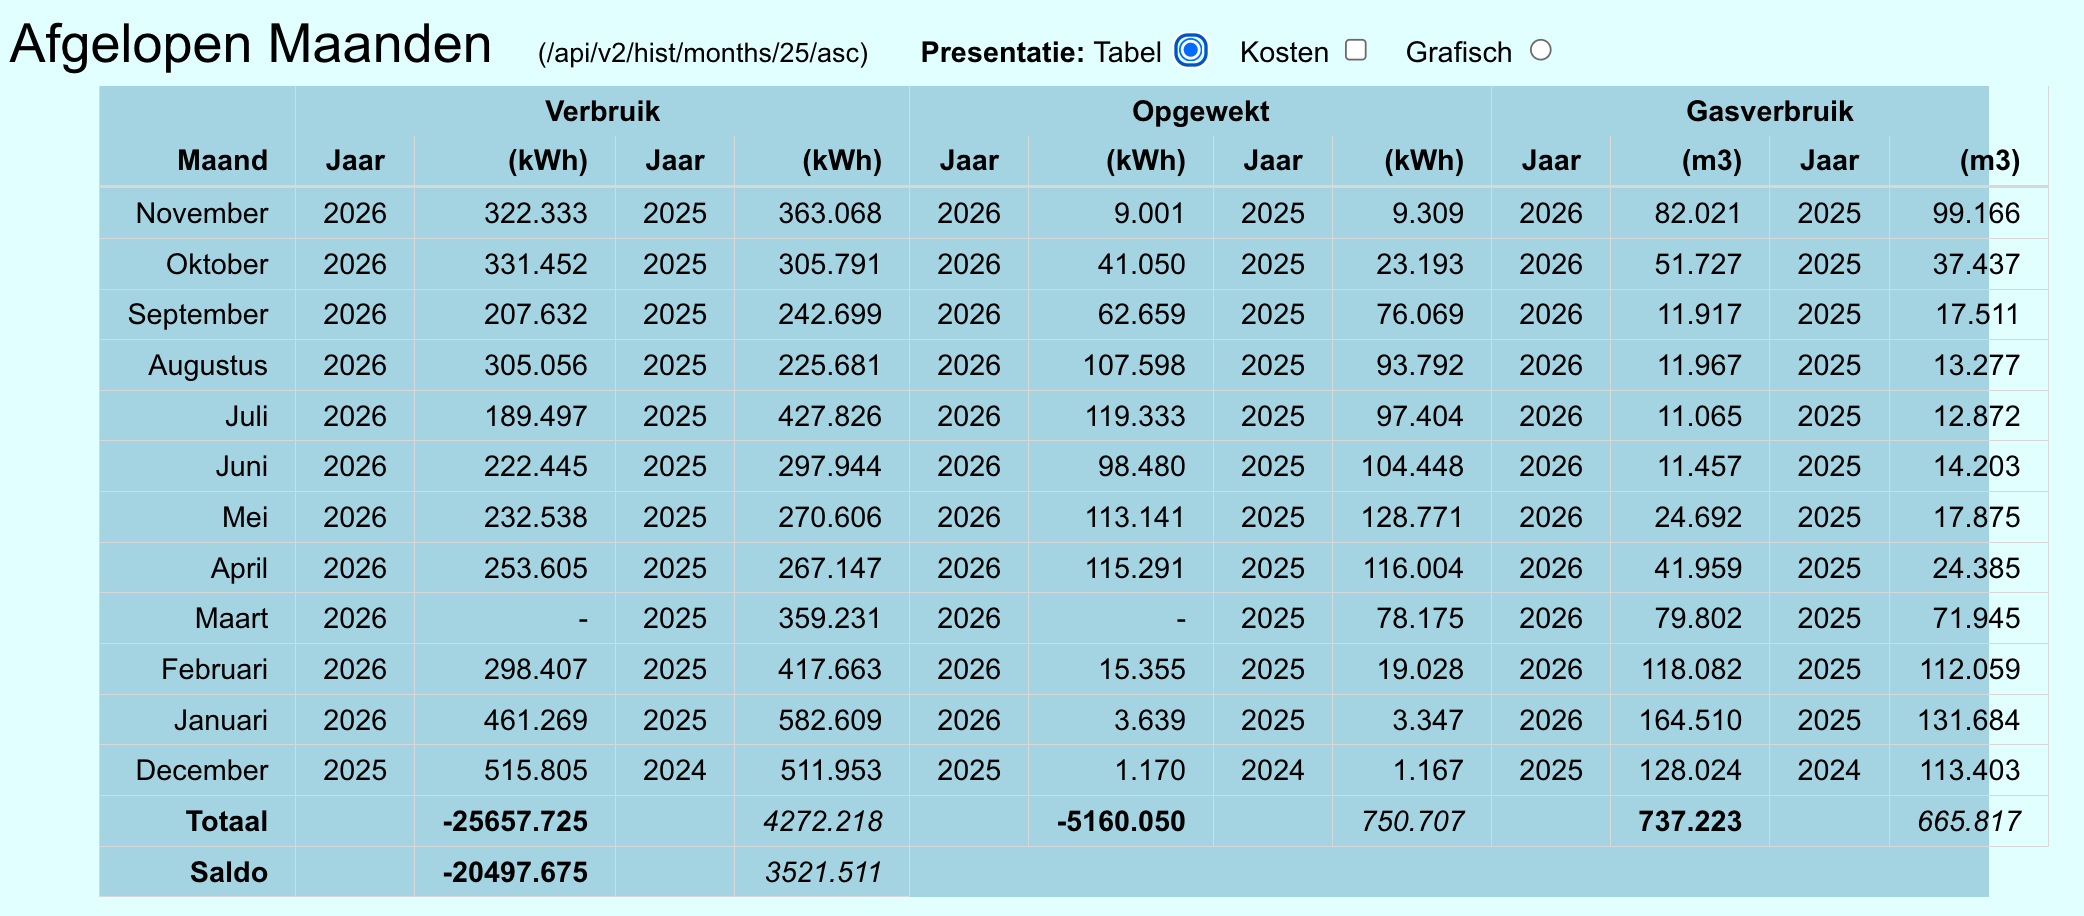 Afgelopen Maanden (/api/v2/hist/months/25/asc) Presentatie: Tabel Kosten Grafisch
Verbruik Opgewekt Gasverbruik
Maand Jaar (kWh) Jaar (kWh) Jaar (kWh) Jaar (kWh) Jaar (m3) Jaar (m3)
November 2026 322.333 2025 363.068 2026 9.001 2025 9.309 2026 82.021 2025 99.166
Oktober 2026 331.452 2025 305.791 2026 41.050 2025 23.193 2026 51.727 2025 37.437
September 2026 207.632 2025 242.699 2026 62.659 2025 76.069 2026 11.917 2025 17.511
Augustus 2026 305.056 2025 225.681 2026 107.598 2025 93.792 2026 11.967 2025 13.277
Juli 2026 189.497 2025 427.826 2026 119.333 2025 97.404 2026 11.065 2025 12.872
Juni 2026 222.445 2025 297.944 2026 98.480 2025 104.448 2026 11.457 2025 14.203
Mei 2026 232.538 2025 270.606 2026 113.141 2025 128.771 2026 24.692 2025 17.875
April 2026 253.605 2025 267.147 2026 115.291 2025 116.004 2026 41.959 2025 24.385
Maart 2026 - 2025 359.231 2026 - 2025 78.175 2026 79.802 2025 71.945
Februari 2026 298.407 2025 417.663 2026 15.355 2025 19.028 2026 118.082 2025 112.059
Januari 2026 461.269 2025 582.609 2026 3.639 2025 3.347 2026 164.510 2025 131.684
December 2025 515.805 2024 511.953 2025 1.170 2024 1.167 2025 128.024 2024 113.403
Totaal -25657.725 4272.218 -5160.050 750.707 737.223 665.817
Saldo -20497.675 3521.511